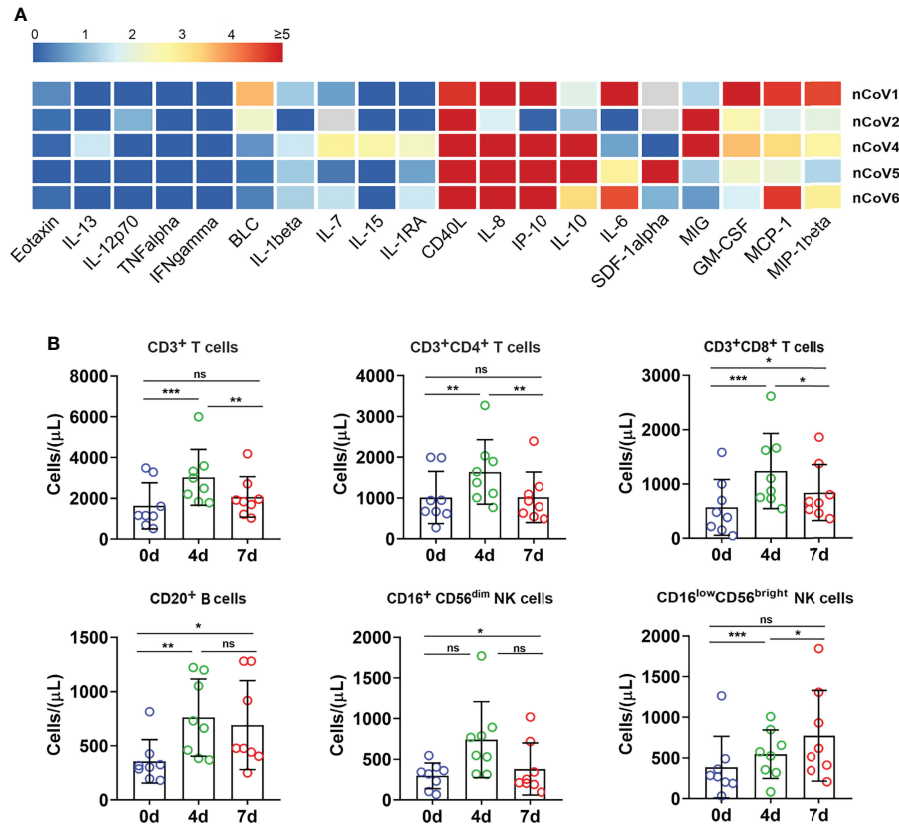 A
0 1 2 3 4 ≥5
nCoV1
nCoV2
nCoV4
nCoV5
nCoV6
Eotaxin IL-13 IL-12p70 TNFalpha IFNgamma BLC IL-1beta IL-7 IL-15 IL-1RA CD40L IL-8 IP-10 IL-10 IL-6 SDF-1alpha MIG GM-CSF MCP-1 MIP-1beta
B
CD3+ T cells
Cells/(μL)
8000
6000
4000
2000
0
ns
*** **
0d 4d 7d
CD3+CD4+ T cells
Cells/(μL)
4000
3000
2000
1000
0
ns
** **
0d 4d 7d
CD3+CD8+ T cells
Cells/(μL)
3000
2000
1000
0
*
*** *
0d 4d 7d
CD20+ B cells
Cells/(μL)
1500
1000
500
0
*
** ns
0d 4d 7d
CD16+ CD56dim NK cells
Cells/(μL)
2000
1500
1000
500
0
*
ns ns
0d 4d 7d
CD16lowCD56bright NK cells
Cells/(μL)
2000
1500
1000
500
0
ns
*** *
0d 4d 7d